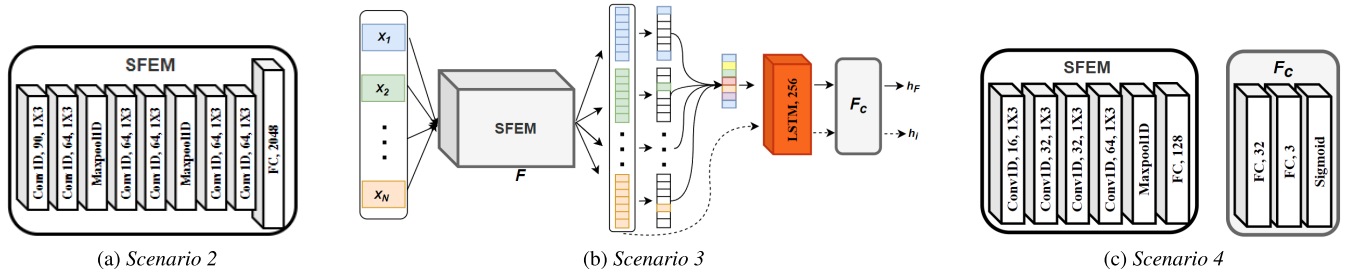 SFEM
Conv1D, 90, 1X3
Conv1D, 64, 1X3
Maxpool1D
Conv1D, 64, 1X3
Conv1D, 64, 1X3
Maxpool1D
Conv1D, 64, 1X3
Conv1D, 64, 1X3
FC, 2048
(a) Scenario 2
X1
X2
XN
SFEM
F
LSTM, 256
FC
hF
hi
(b) Scenario 3
SFEM
Conv1D, 16, 1X3
Conv1D, 32, 1X3
Conv1D, 32, 1X3
Conv1D, 64, 1X3
Maxpool1D
FC, 128
FC
FC, 32
FC, 3
Sigmoid
(c) Scenario 4